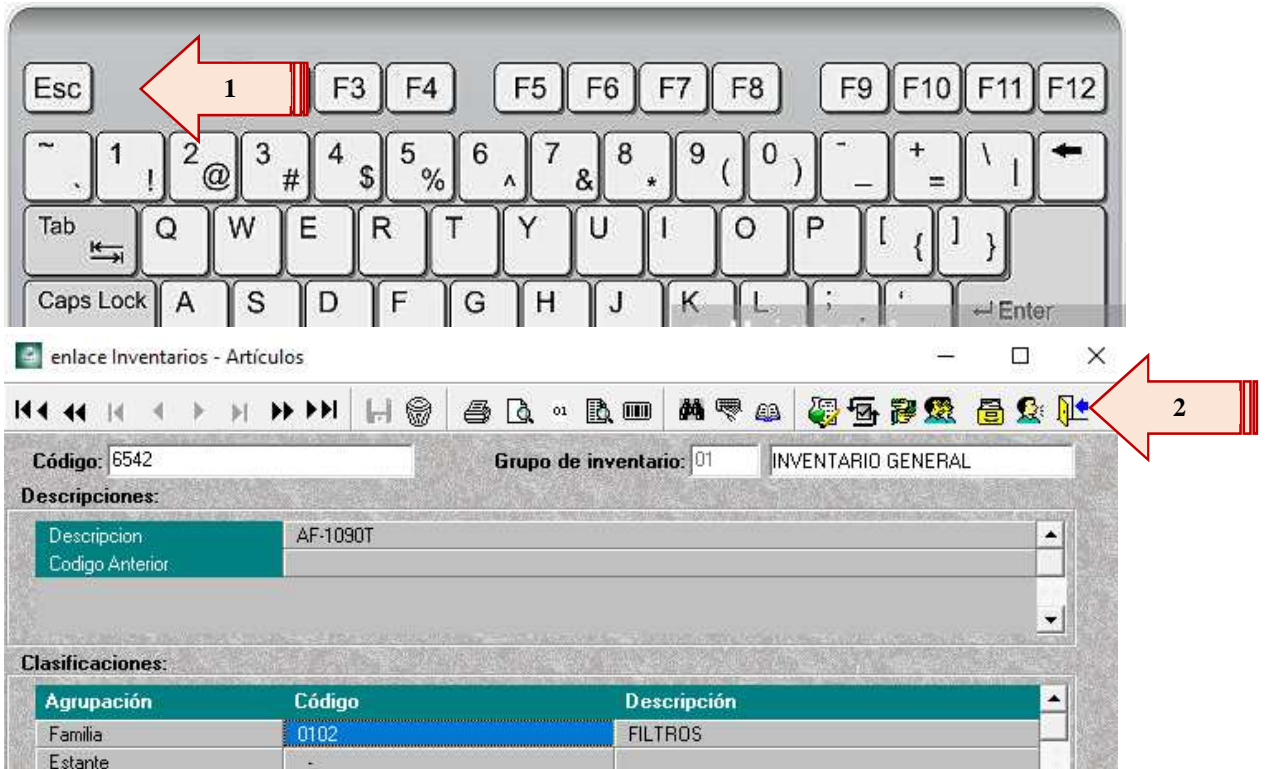 Esc 1 F3 F4 F5 F6 F7 F8 F9 F10 F11 F12
~ ` 1 ! 2 @ 3 # 4 $ 5 % 6 ^ 7 & 8 * 9 ( 0 ) - _ + = \ |
Tab Q W E R T Y U I O P [ { ] }
Caps Lock A S D F G H J K L ; ' Enter
enlace Inventarios - Artículos
01 2
Código: 6542 Grupo de inventario: 01 INVENTARIO GENERAL
Descripciones:
Descripcion AF-1090T
Codigo Anterior
Clasificaciones:
Agrupación Código Descripción
Familia 0102 FILTROS
Estante -